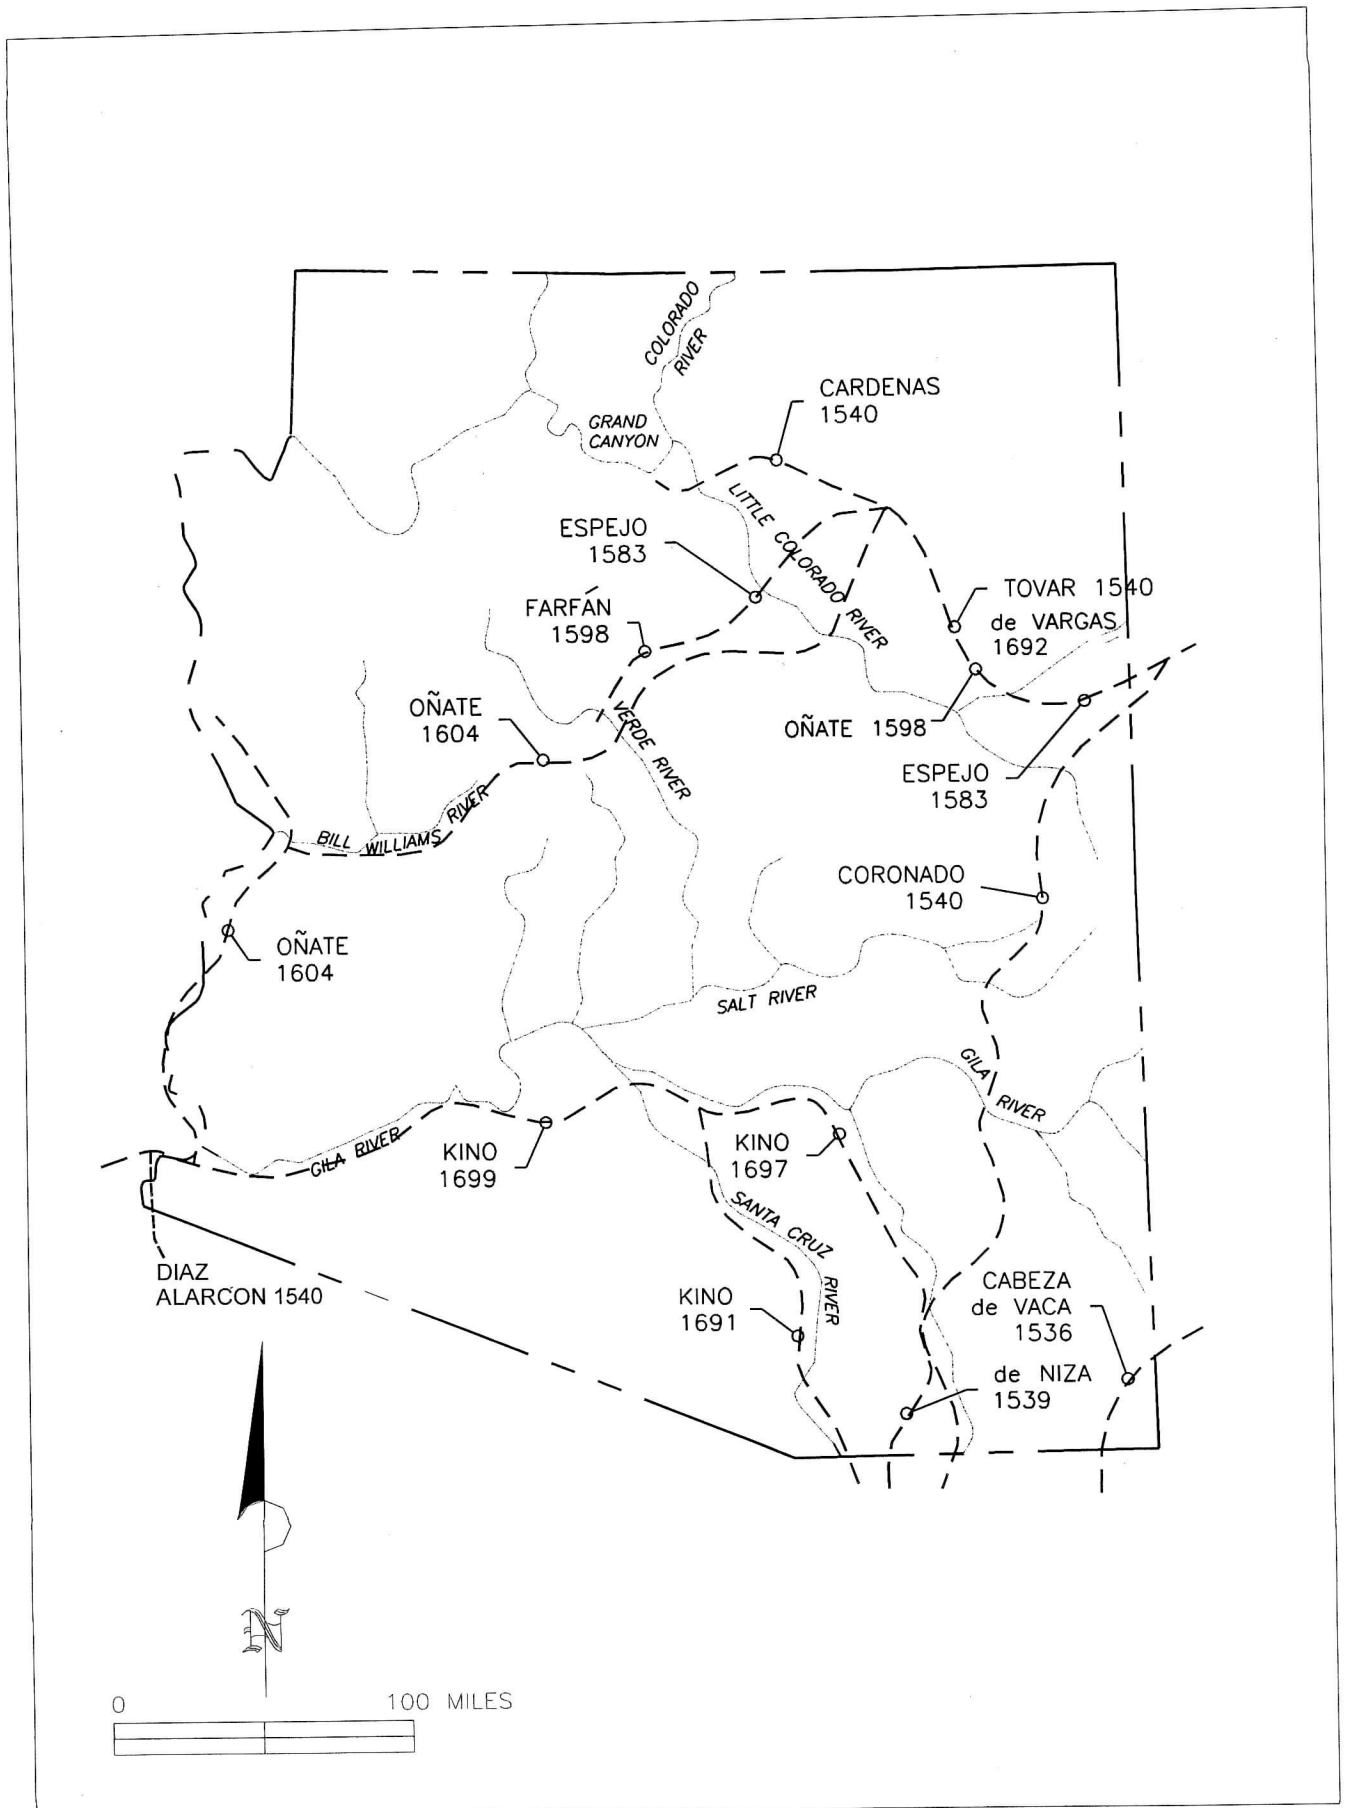 COLORADO
RIVER
GRAND
CANYON
CARDENAS
1540
LITTLE COLORADO RIVER
ESPEJO
1583
FARFÁN
1598
TOVAR 1540
de VARGAS
1692
OÑATE
1604
VERDE RIVER
OÑATE 1598
ESPEJO
1583
BILL WILLIAMS RIVER
CORONADO
1540
OÑATE
1604
SALT RIVER
GILA RIVER
KINO
1699
GILA RIVER
KINO
1697
SANTA CRUZ RIVER
DIAZ
ALARCON 1540
KINO
1691
CABEZA
de VACA
1536
de NIZA
1539
N
0 100 MILES